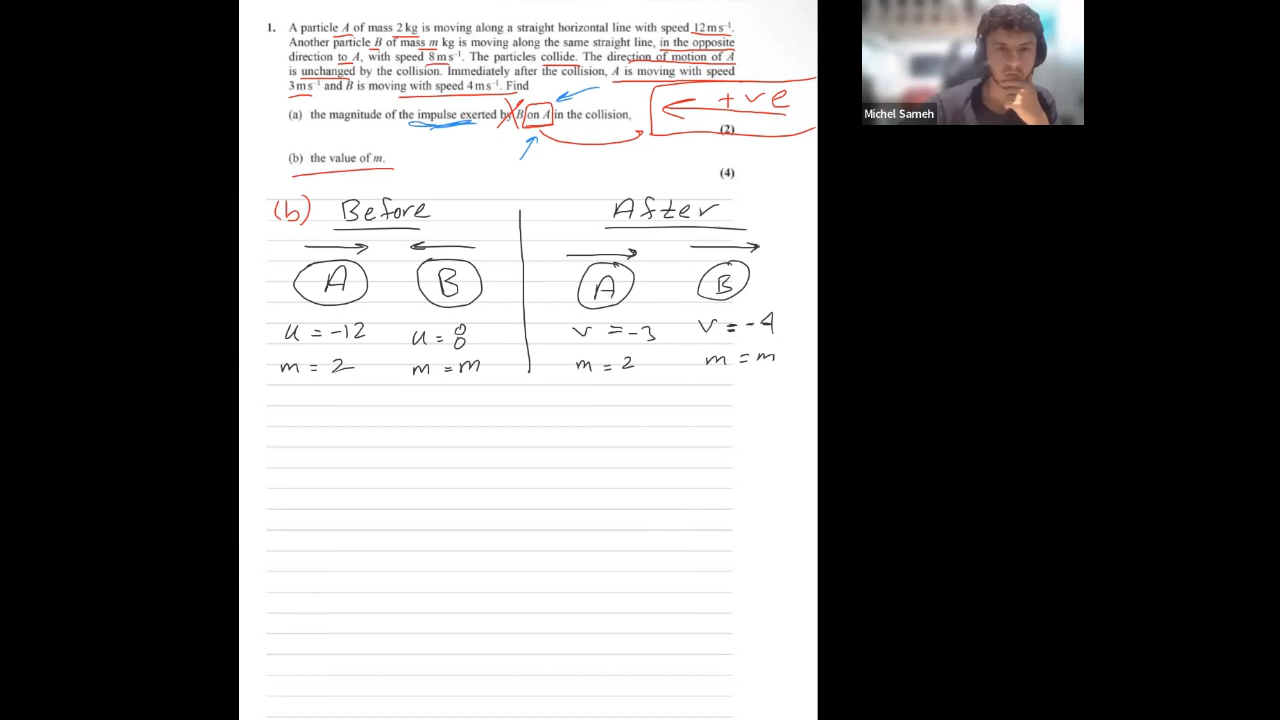 1. A particle A of mass 2 kg is moving along a straight horizontal line with speed 12 m s⁻¹.
Another particle B of mass m kg is moving along the same straight line, in the opposite
direction to A, with speed 8 m s⁻¹. The particles collide. The direction of motion of A
is unchanged by the collision. Immediately after the collision, A is moving with speed
3 m s⁻¹ and B is moving with speed 4 m s⁻¹. Find
+ve
(a) the magnitude of the impulse exerted by B on A in the collision,
(2)
(b) the value of m.
(4)
Michel Sameh
(b) Before After
A B A B
u = -12 u = 8 v = -3 v = -4
m = 2 m = m m = 2 m = m